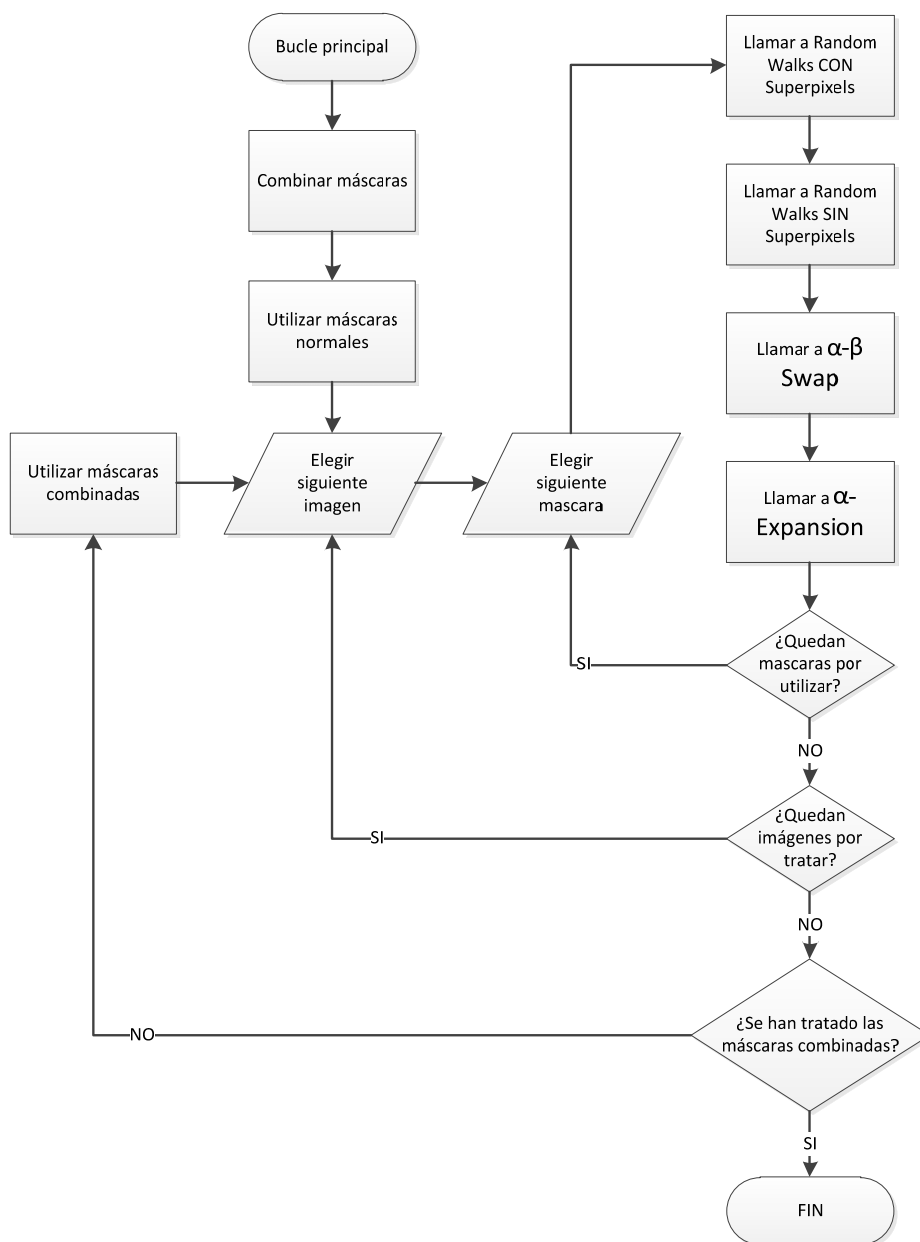 Bucle principal
Combinar máscaras
Utilizar máscaras
normales
Utilizar máscaras
combinadas
Elegir
siguiente
imagen
Elegir
siguiente
mascara
Llamar a Random
Walks CON
Superpixels
Llamar a Random
Walks SIN
Superpixels
Llamar a α-β
Swap
Llamar a α-
Expansion
¿Quedan
mascaras por
utilizar?
SI
NO
¿Quedan
imágenes por
tratar?
SI
NO
¿Se han tratado las
máscaras combinadas?
NO
SI
FIN